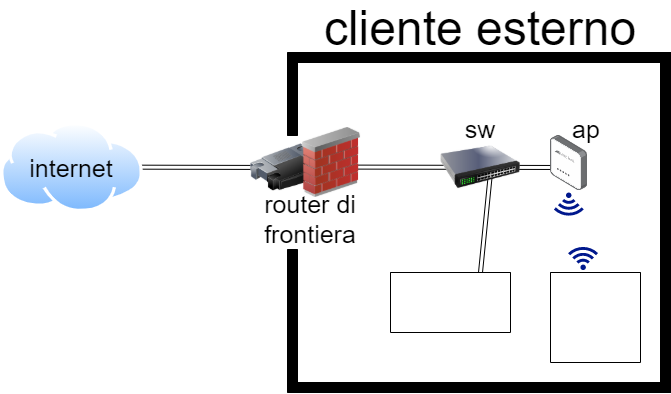 cliente esterno
sw
ap
internet
router di
frontiera